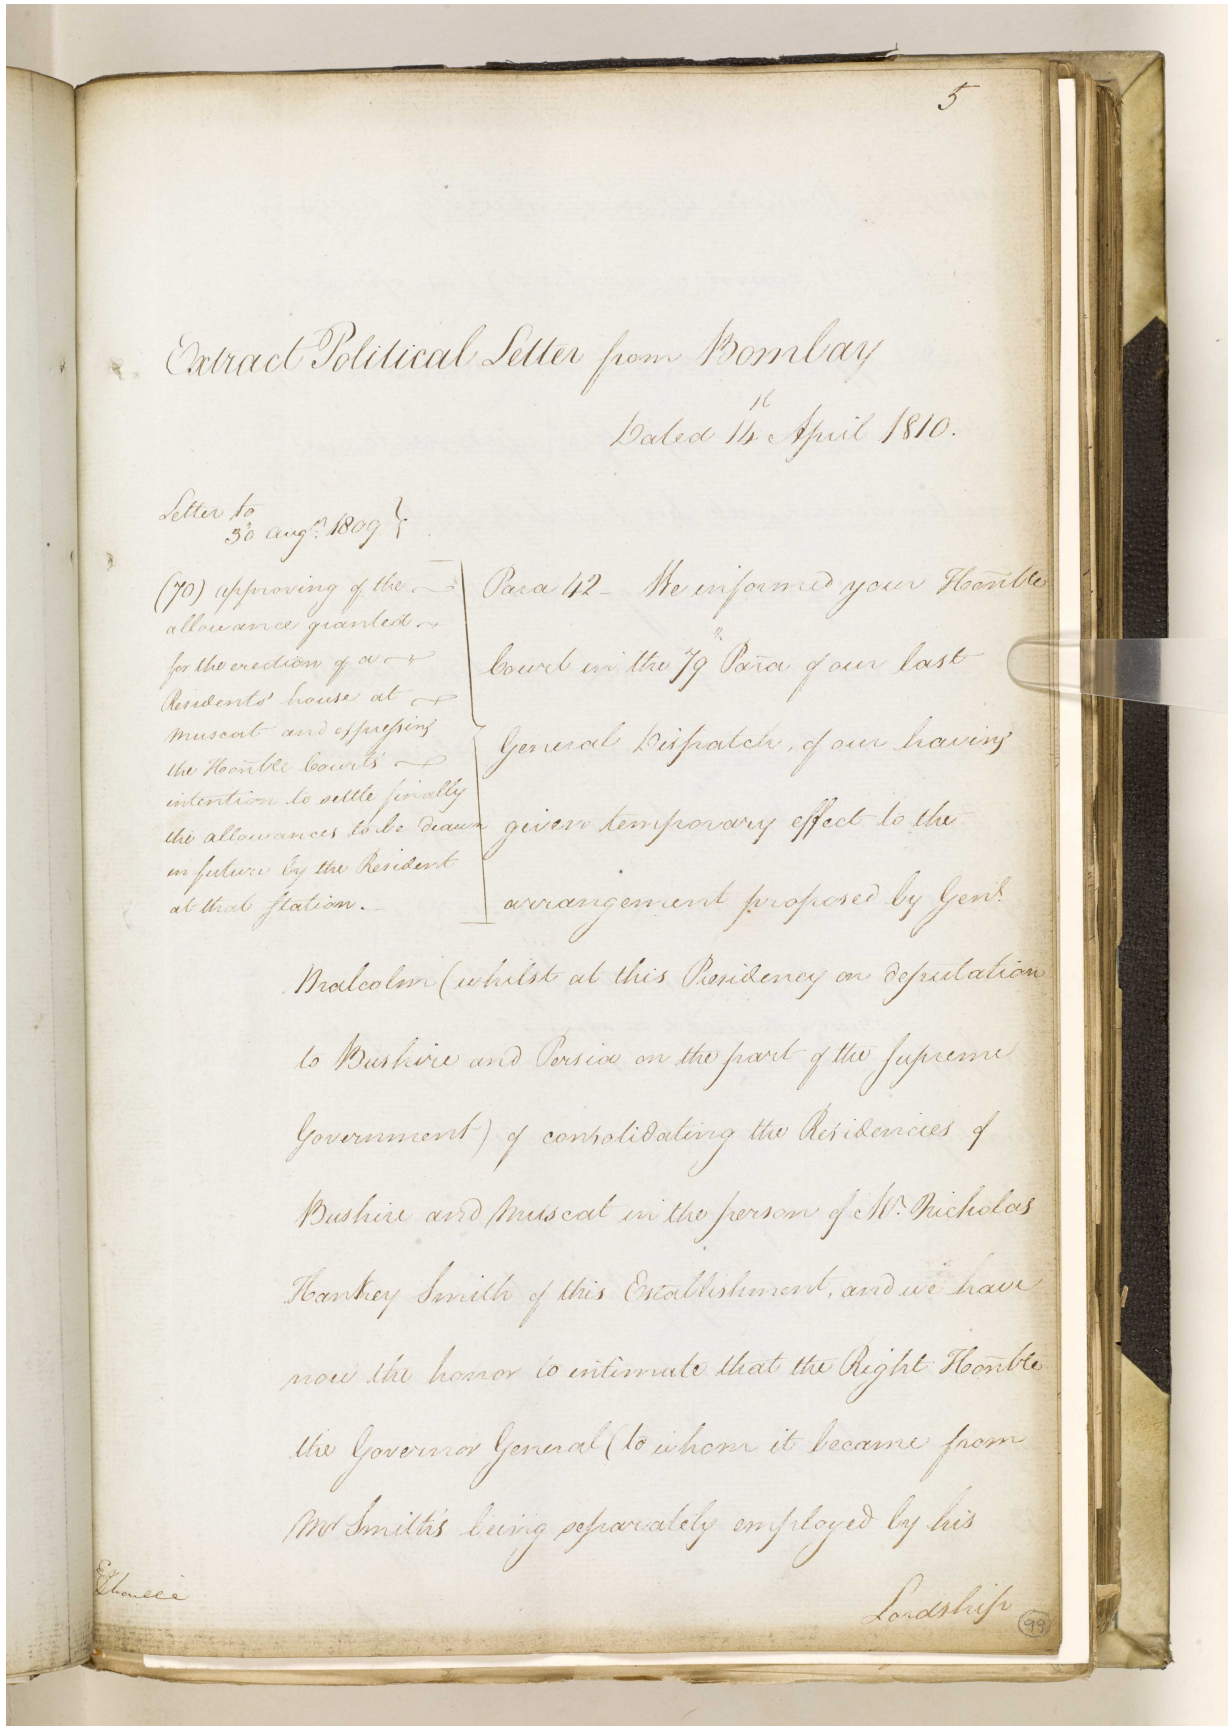 5
Extract Political Letter from Bombay
Dated 14th April 1810.
Letter to
30 Augt. 1809
(70) approving of the
allowance granted
for the erection of a
Residents' house at
Muscat and expressing
the Honble Courts'
intention to settle finally
the allowances to be drawn
in future by the Resident
at that Station.
Para 42 - We informed your Honble
Court in the 79th Para of our last
General Dispatch, of our having
given temporary effect to the
arrangement proposed by Genl.
Malcolm (whilst at this Presidency on deputation
to Bushire and Persia on the part of the Supreme
Government) of consolidating the Residencies of
Bushire and Muscat in the person of Mr. Nicholas
Hankey Smith of this Establishment, and we have
now the honor to intimate that the Right Honble
the Governor General (to whom it became from
Mr Smith's being separately employed by his
Lordship
99